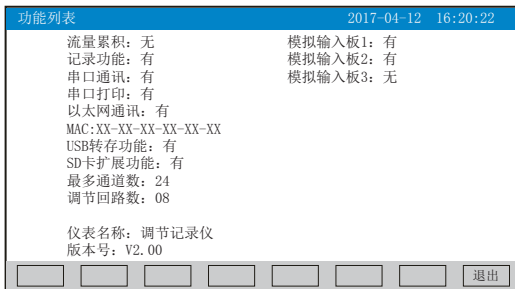 功能列表 2017-04-12 16:20:22
流量累积：无 模拟输入板1：有
记录功能：有 模拟输入板2：有
串口通讯：有 模拟输入板3：无
串口打印：有
以太网通讯：有
MAC:XX-XX-XX-XX-XX-XX
USB转存功能：有
SD卡扩展功能：有
最多通道数：24
调节回路数：08
仪表名称：调节记录仪
版本号：V2.00
退出